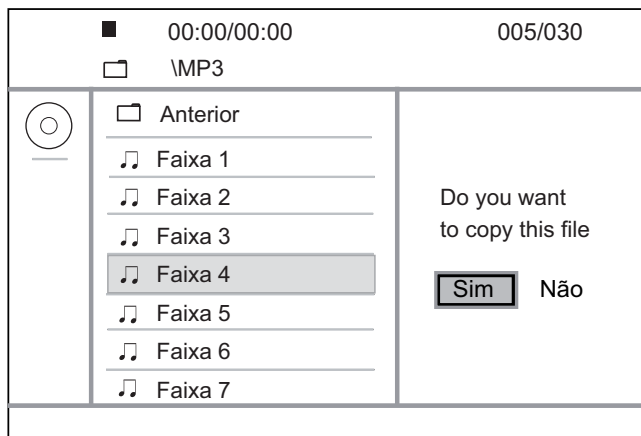 00:00/00:00 005/030
\MP3
Anterior
Faixa 1
Faixa 2
Faixa 3
Faixa 4
Faixa 5
Faixa 6
Faixa 7
Do you want
to copy this file
Sim Não